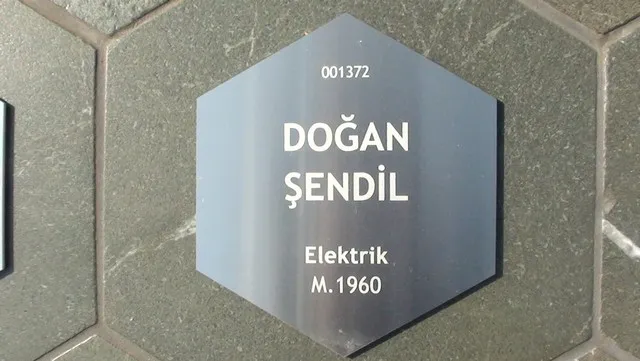 001372
DOĞAN
ŞENDİL
Elektrik
M.1960